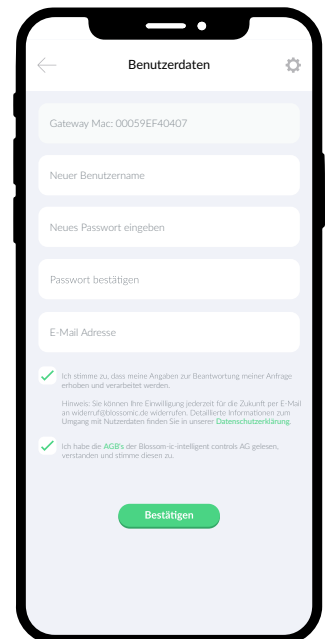 Benutzerdaten
Gateway Mac: 00059EF40407
Neuer Benutzername
Neues Passwort eingeben
Passwort bestätigen
E-Mail Adresse
Ich stimme zu, dass meine Angaben zur Beantwortung meiner Anfrage
erhoben und verarbeitet werden.
Hinweis: Sie können Ihre Einwilligung jederzeit für die Zukunft per E-Mail
an widerruf@blossomic.de widerrufen. Detaillierte Informationen zum
Umgang mit Nutzerdaten finden Sie in unserer Datenschutzerklärung.
Ich habe die AGB's der Blossom-ic-intelligent controls AG gelesen,
verstanden und stimme diesen zu.
Bestätigen